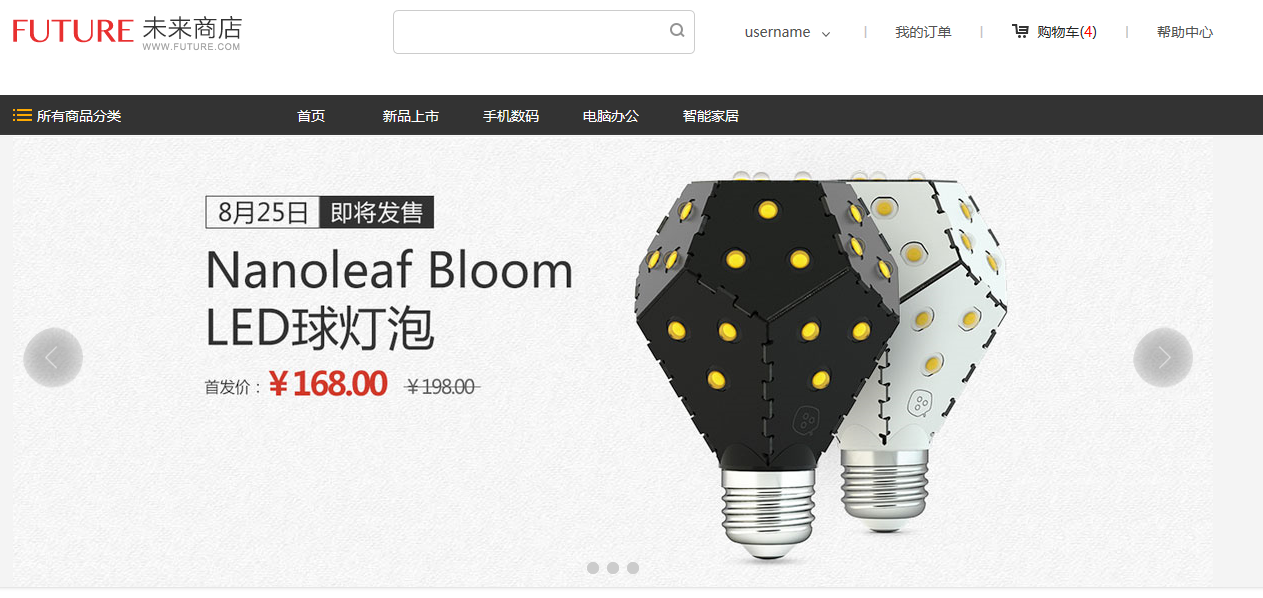 FUTURE 未来商店
WWW.FUTURE.COM
username
我的订单
购物车(4)
帮助中心
所有商品分类
首页
新品上市
手机数码
电脑办公
智能家居
8月25日 即将发售
Nanoleaf Bloom
LED球灯泡
首发价：￥168.00 ￥198.00